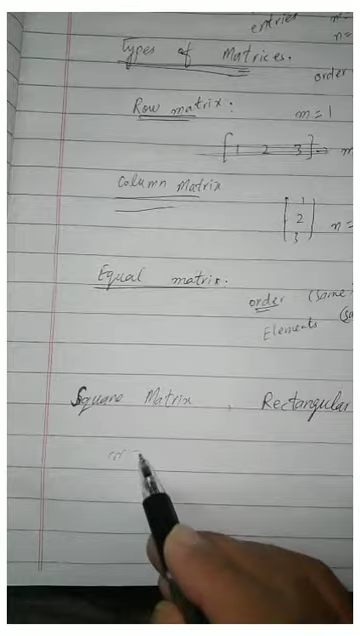 entries
n=
Types of Matrices.
order
Row matrix: m = 1
[1 2 3]
Column Matrix
1
2 n =
3
Equal matrix.
order (same
Elements
Square Matrix , Rectangular
m